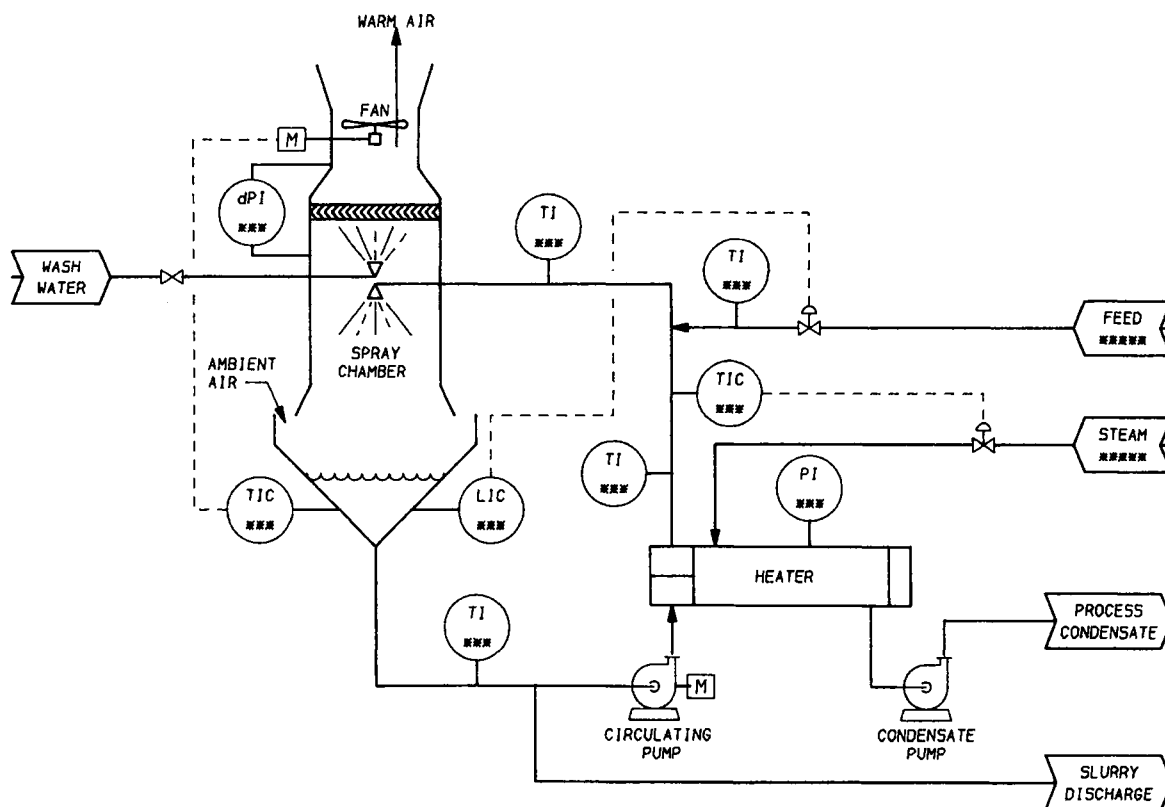 WARM AIR
FAN
M
dPI
***
TI
***
TI
***
WASH
WATER
FEED
*****
SPRAY
CHAMBER
AMBIENT
AIR
TIC
***
STEAM
*****
TI
***
PI
***
TIC
***
LIC
***
HEATER
TI
***
PROCESS
CONDENSATE
M
CIRCULATING
PUMP
CONDENSATE
PUMP
SLURRY
DISCHARGE